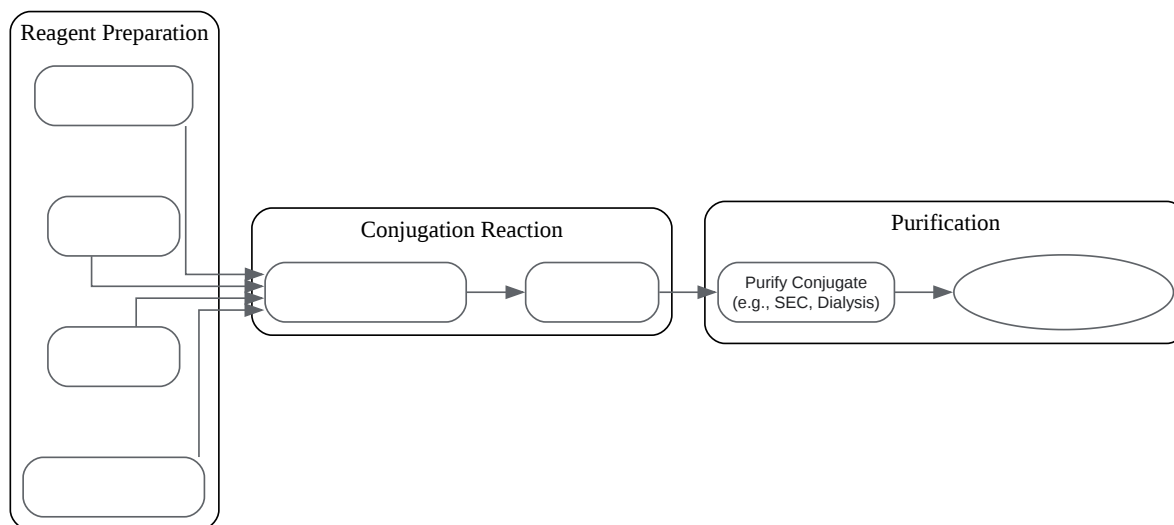 Reagent Preparation
Conjugation Reaction
Purification
Purify Conjugate
(e.g., SEC, Dialysis)